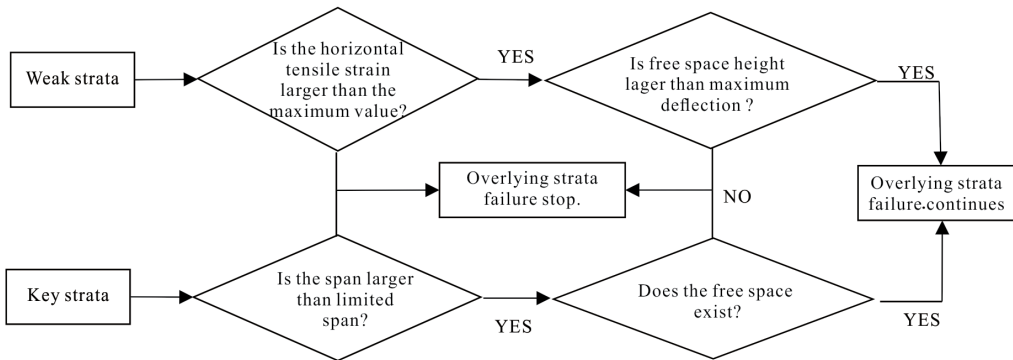 Weak strata
Is the horizontal
tensile strain
larger than the
maximum value?
YES
Is free space height
lager than maximum
deflection ?
YES
Overlying strata
failure stop.
NO
Overlying strata
failure.continues
Key strata
Is the span larger
than limited
span?
YES
Does the free space
exist?
YES